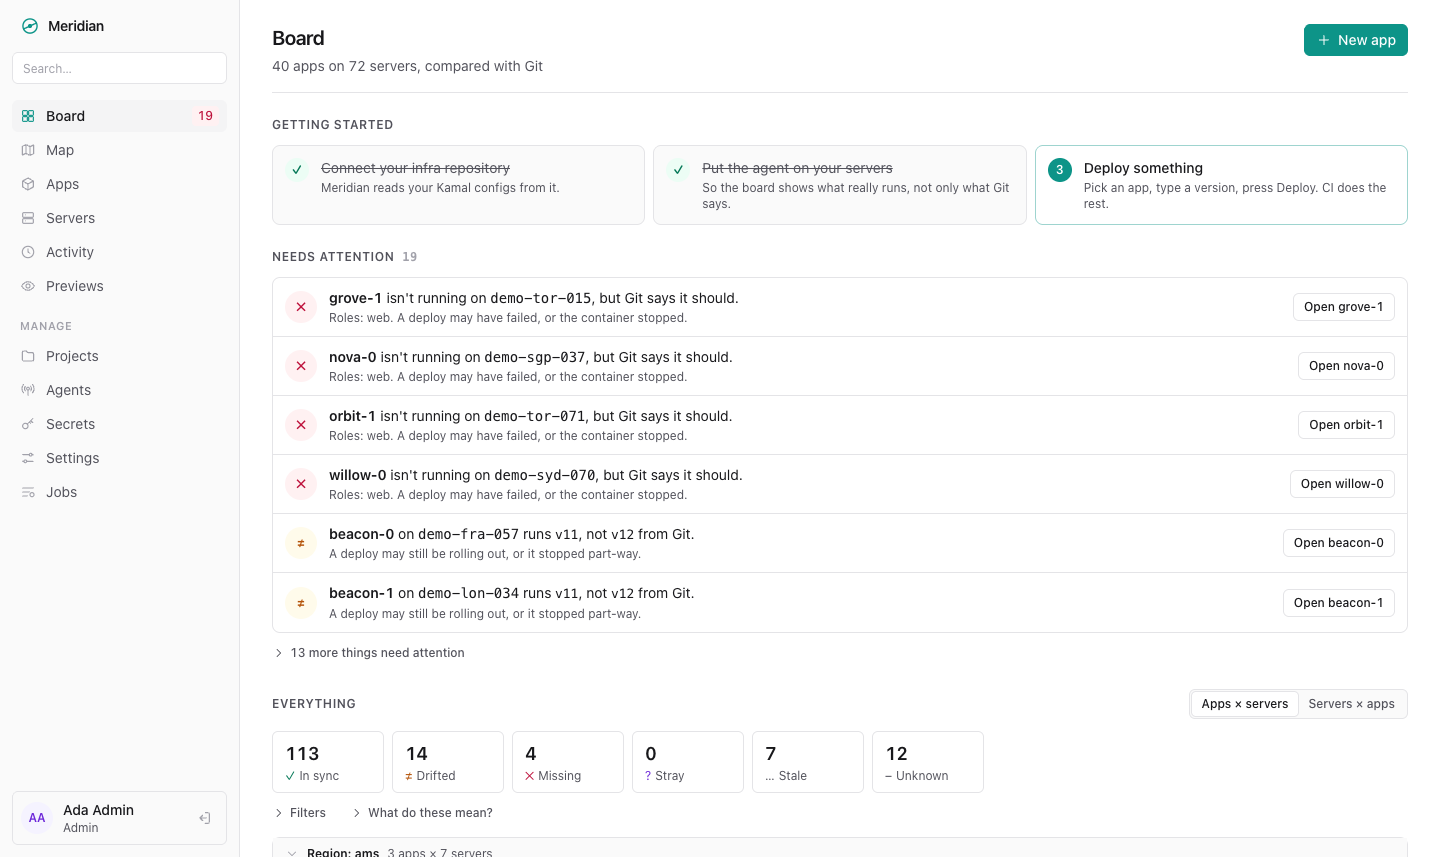 Meridian
Search...
Board 19
Map
Apps
Servers
Activity
Previews
MANAGE
Projects
Agents
Secrets
Settings
Jobs
AA
Ada Admin
Admin
Board
40 apps on 72 servers, compared with Git
+ New app
GETTING STARTED
✓ Connect your infra repository
Meridian reads your Kamal configs from it.
✓ Put the agent on your servers
So the board shows what really runs, not only what Git
says.
3 Deploy something
Pick an app, type a version, press Deploy. CI does the
rest.
NEEDS ATTENTION 19
✕ grove-1 isn't running on demo-tor-015, but Git says it should.
Roles: web. A deploy may have failed, or the container stopped.
Open grove-1
✕ nova-0 isn't running on demo-sgp-037, but Git says it should.
Roles: web. A deploy may have failed, or the container stopped.
Open nova-0
✕ orbit-1 isn't running on demo-tor-071, but Git says it should.
Roles: web. A deploy may have failed, or the container stopped.
Open orbit-1
✕ willow-0 isn't running on demo-syd-070, but Git says it should.
Roles: web. A deploy may have failed, or the container stopped.
Open willow-0
≠ beacon-0 on demo-fra-057 runs v11, not v12 from Git.
A deploy may still be rolling out, or it stopped part-way.
Open beacon-0
≠ beacon-1 on demo-lon-034 runs v11, not v12 from Git.
A deploy may still be rolling out, or it stopped part-way.
Open beacon-1
13 more things need attention
EVERYTHING
Apps × servers Servers × apps
113
✓ In sync
14
≠ Drifted
4
✕ Missing
0
? Stray
7
… Stale
12
– Unknown
Filters
What do these mean?
Region: ams 3 apps × 7 servers